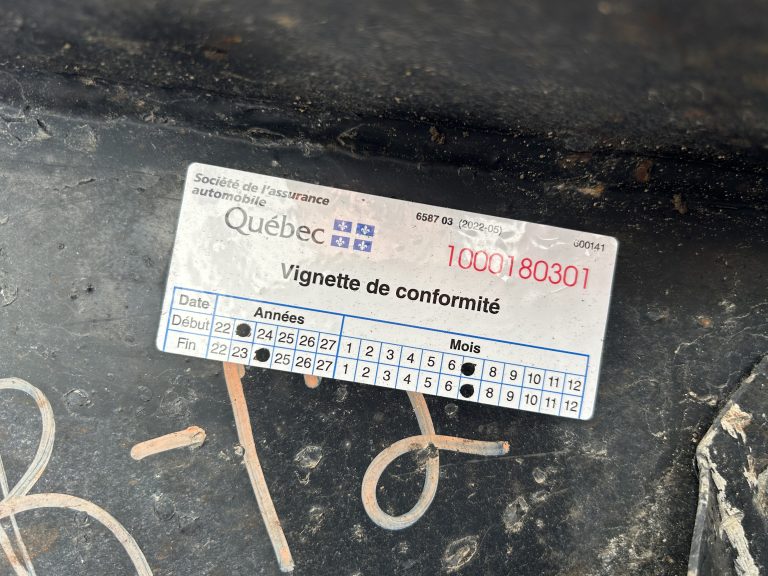 Société de l'assurance
automobile
Québec
6587 03 (2022-05)
600141
1000180301
Vignette de conformité
Date Années Mois
Début 22 24 25 26 27 1 2 3 4 5 6 8 9 10 11 12
Fin 22 23 25 26 27 1 2 3 4 5 6 8 9 10 11 12